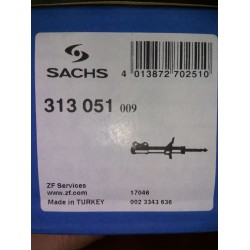 SACHS
4 013872 702510
313 051 009
ZF Services
www.zf.com 17046
Made in TURKEY 002 3343 636